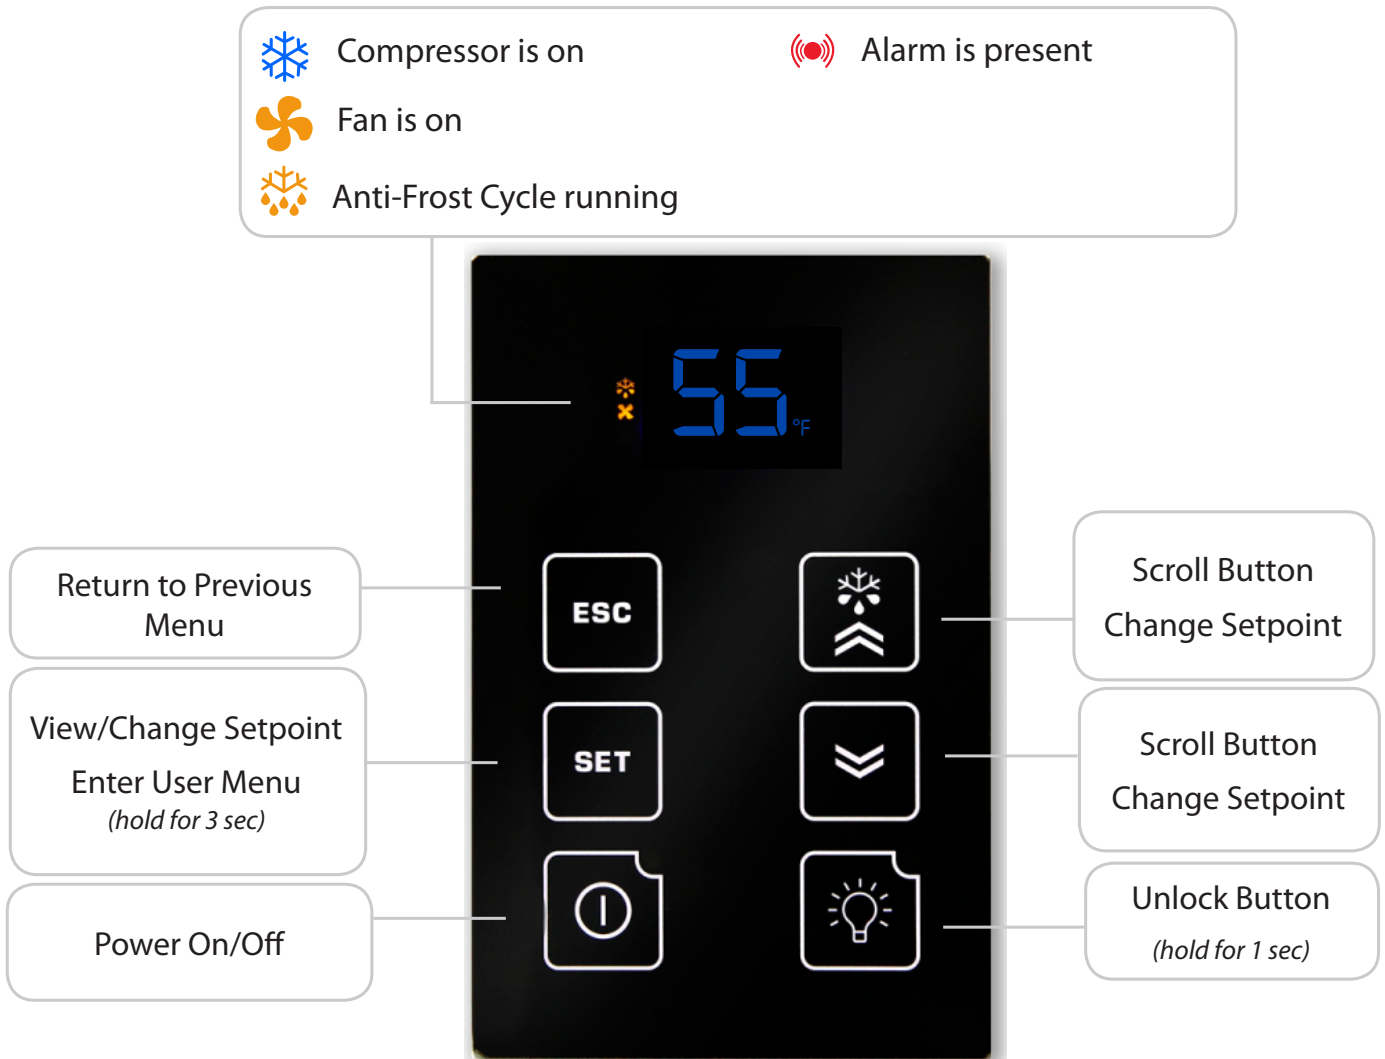 Compressor is on
Alarm is present
Fan is on
Anti-Frost Cycle running
55 °F
Return to Previous
Menu
ESC
Scroll Button
Change Setpoint
View/Change Setpoint
Enter User Menu
(hold for 3 sec)
SET
Scroll Button
Change Setpoint
Power On/Off
Unlock Button
(hold for 1 sec)